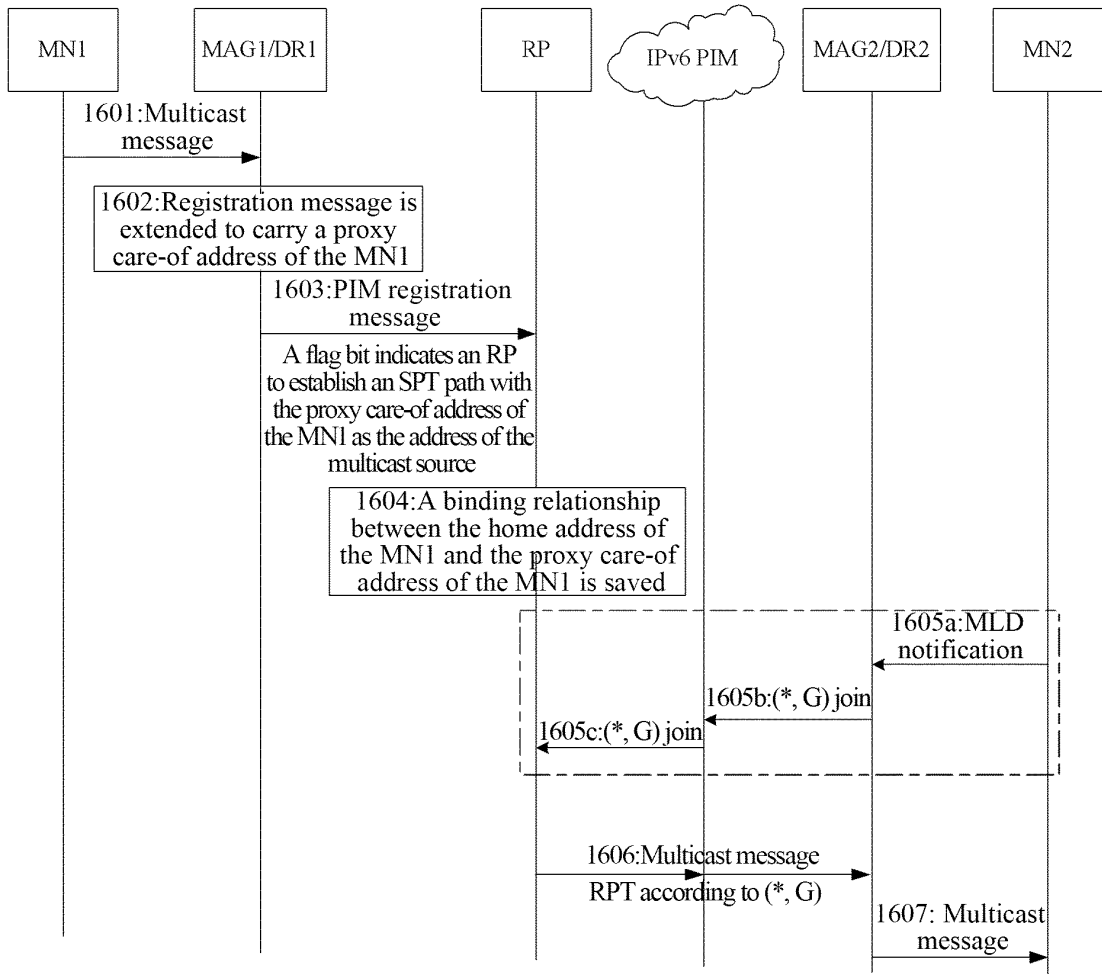 MN1
MAG1/DR1
RP
IPv6 PIM
MAG2/DR2
MN2
1601:Multicast
message
1602:Registration message is
extended to carry a proxy
care-of address of the MN1
1603:PIM registration
message
A flag bit indicates an RP
to establish an SPT path with
the proxy care-of address of
the MN1 as the address of the
multicast source
1604:A binding relationship
between the home address of
the MN1 and the proxy care-of
address of the MN1 is saved
1605a:MLD
notification
1605b:(*, G) join
1605c:(*, G) join
1606:Multicast message
RPT according to (*, G)
1607: Multicast
message